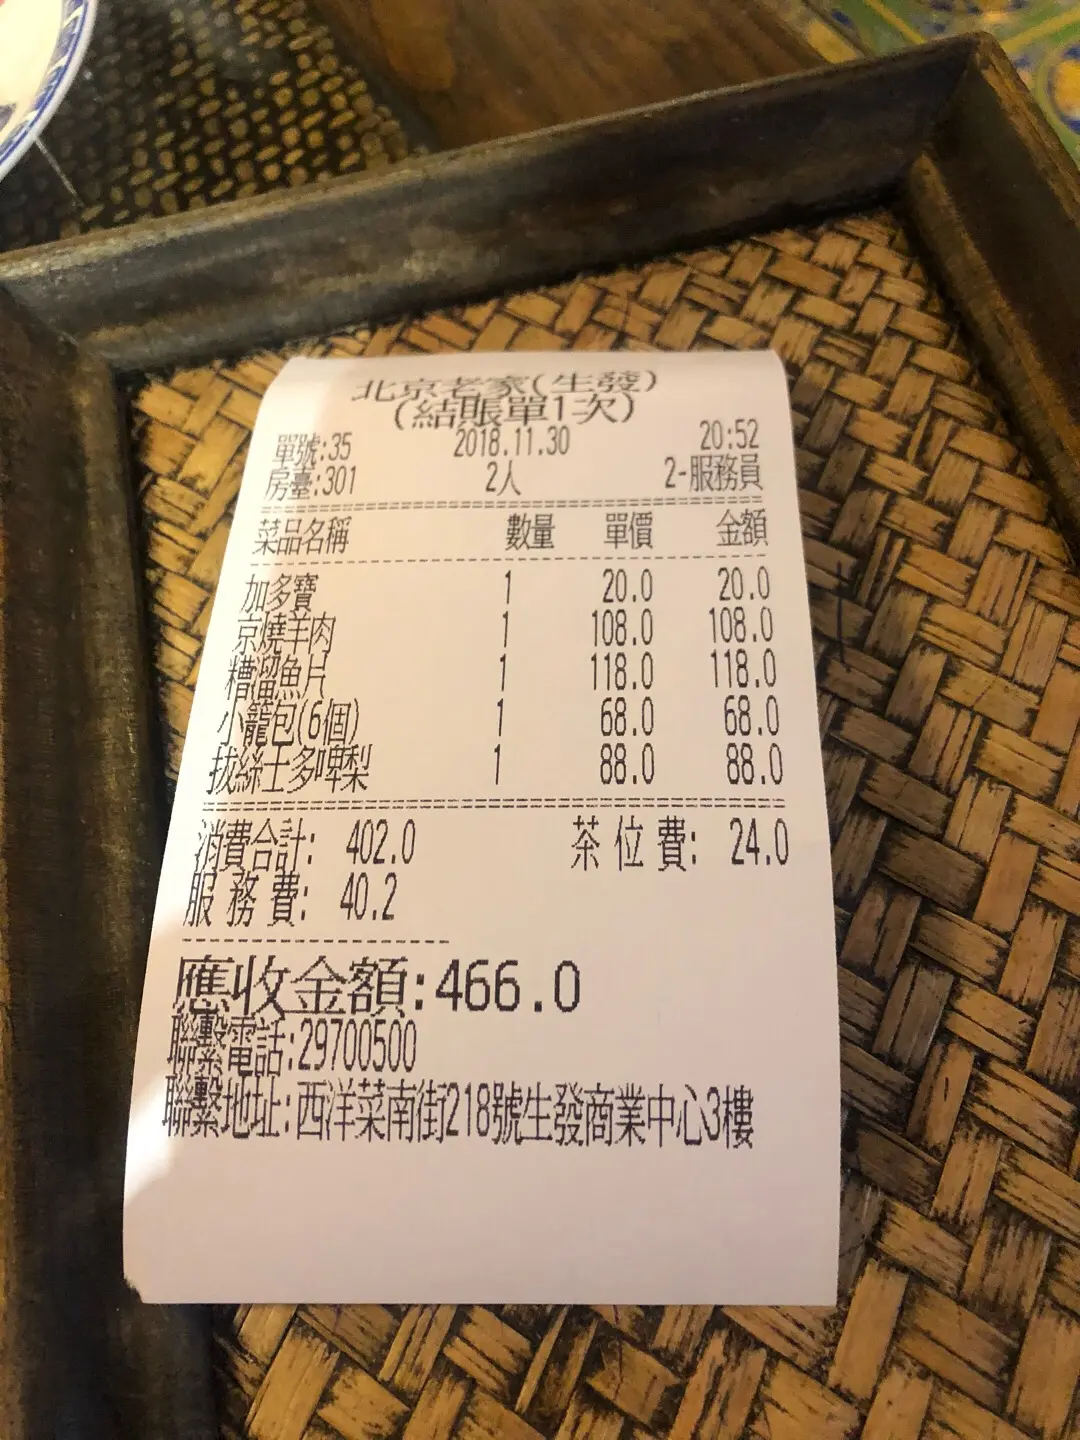 北京老家(生發)
(結賬單1次)
單號:35 2018.11.30 20:52
房臺:301 2人 2-服務員
菜品名稱 數量 單價 金額
加多寶 1 20.0 20.0
京燒羊肉 1 108.0 108.0
糟溜魚片 1 118.0 118.0
小籠包(6個) 1 68.0 68.0
拔絲士多啤梨 1 88.0 88.0
消費合計: 402.0 茶位費: 24.0
服務費: 40.2
應收金額:466.0
聯繫電話:29700500
聯繫地址:西洋菜南街218號生發商業中心3樓